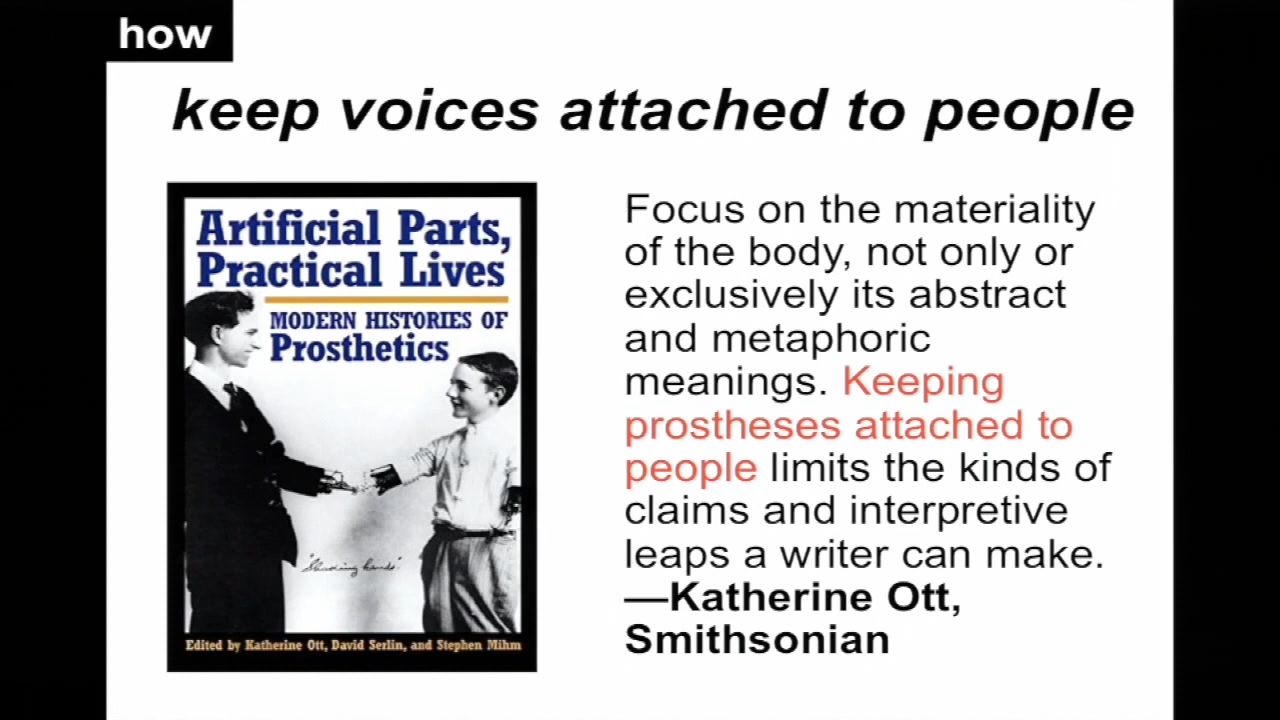 how
keep voices attached to people
Artificial Parts,
Practical Lives
MODERN HISTORIES OF
Prosthetics
"Shaking hands".
Edited by Katherine Ott, David Serlin, and Stephen Mihm
Focus on the materiality
of the body, not only or
exclusively its abstract
and metaphoric
meanings. Keeping
prostheses attached to
people limits the kinds of
claims and interpretive
leaps a writer can make.
—Katherine Ott,
Smithsonian